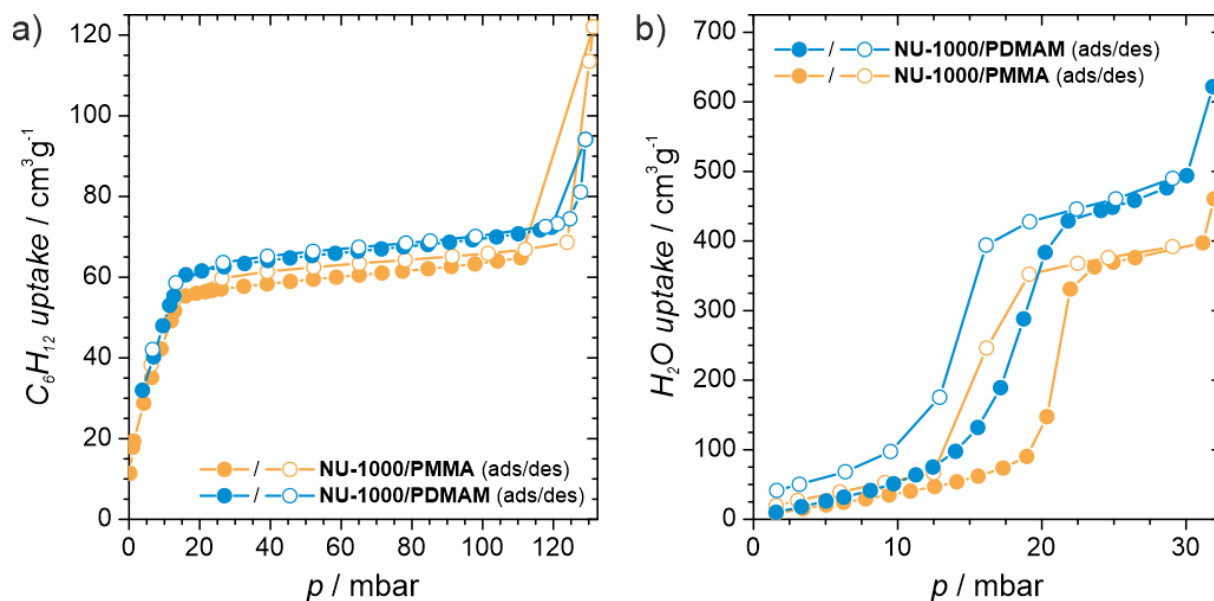 a)
120
100
80
60
40
20
0
C6H12 uptake / cm3g-1
/ NU-1000/PMMA (ads/des)
/ NU-1000/PDMAM (ads/des)
0 20 40 60 80 100 120
p / mbar
b)
700
600
500
400
300
200
100
0
H2O uptake / cm3g-1
/ NU-1000/PDMAM (ads/des)
/ NU-1000/PMMA (ads/des)
0 10 20 30
p / mbar